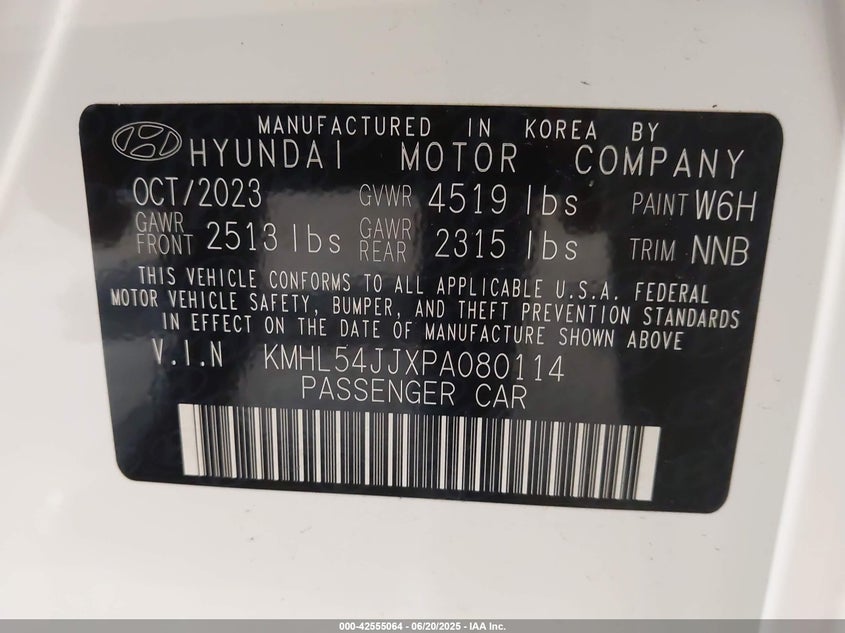 MANUFACTURED IN KOREA BY
HYUNDAI MOTOR COMPANY
OCT/2023 GVWR 4519 lbs PAINT W6H
GAWR FRONT 2513 lbs GAWR REAR 2315 lbs TRIM NNB
THIS VEHICLE CONFORMS TO ALL APPLICABLE U.S.A. FEDERAL
MOTOR VEHICLE SAFETY, BUMPER, AND THEFT PREVENTION STANDARDS
IN EFFECT ON THE DATE OF MANUFACTURE SHOWN ABOVE
V.I.N KMHL54JJXPA080114
PASSENGER CAR
000-42555064 - 06/20/2025 - IAA Inc.